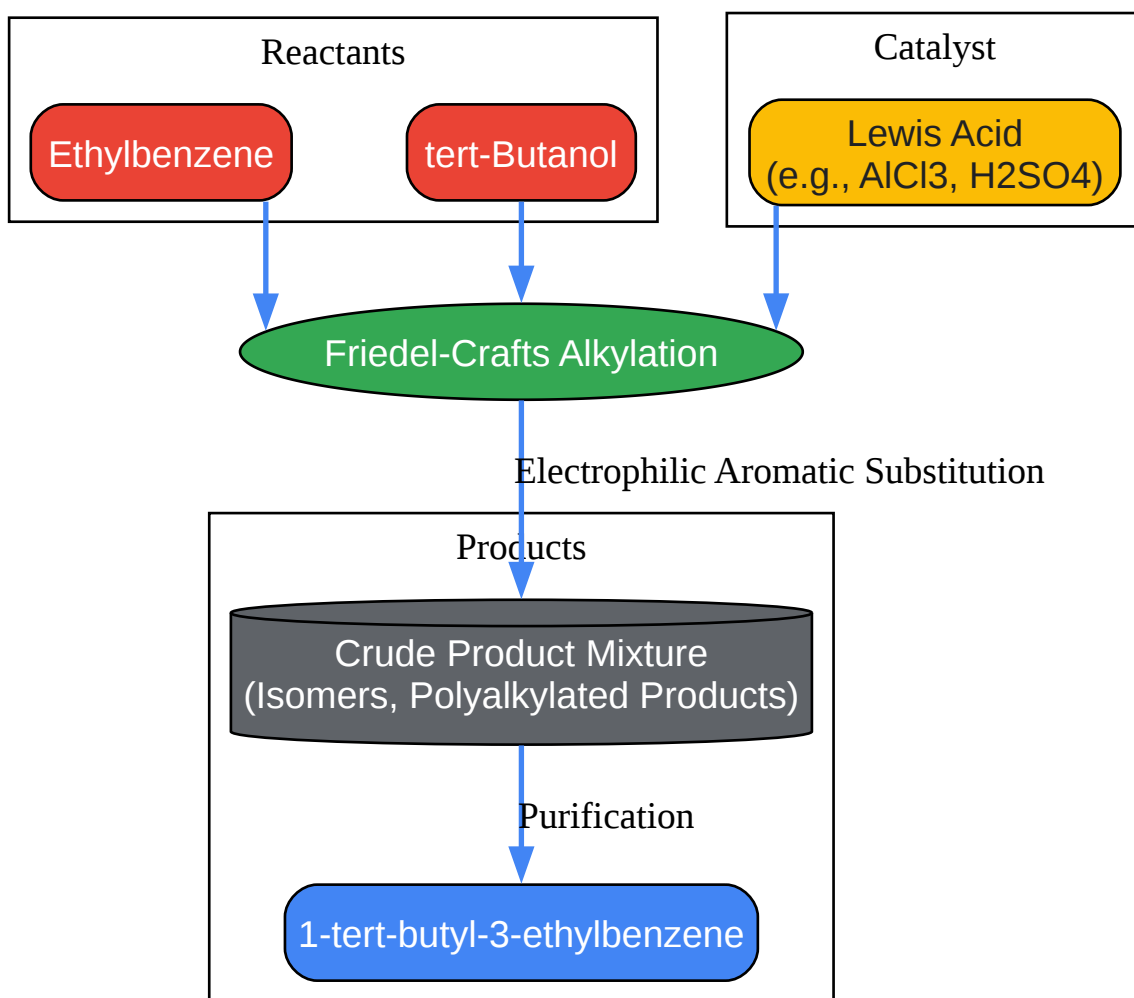 Reactants
Catalyst
Ethylbenzene
tert-Butanol
Lewis Acid
(e.g., AlCl3, H2SO4)
Friedel-Crafts Alkylation
Electrophilic Aromatic Substitution
Products
Crude Product Mixture
(Isomers, Polyalkylated Products)
Purification
1-tert-butyl-3-ethylbenzene